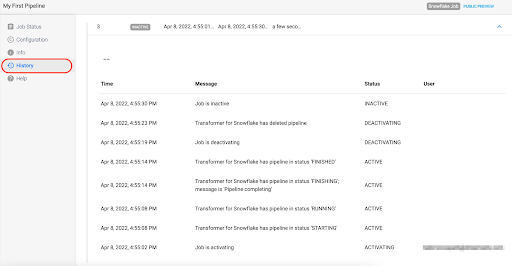 My First Pipeline
Snowflake Job
PUBLIC PREVIEW
Job Status
Configuration
Info
History
Help
INACTIVE Apr 8, 2022, 4:55:01... Apr 8, 2022, 4:55:30... a few seco...
--
Time Message Status User
Apr 8, 2022, 4:55:30 PM Job is inactive INACTIVE
Apr 8, 2022, 4:55:23 PM Transformer for Snowflake has deleted pipeline DEACTIVATING
Apr 8, 2022, 4:55:19 PM Job is deactivating DEACTIVATING
Apr 8, 2022, 4:55:14 PM Transformer for Snowflake has pipeline in status 'FINISHED' ACTIVE
Apr 8, 2022, 4:55:14 PM Transformer for Snowflake has pipeline in status 'FINISHING'; ACTIVE
message is 'Pipeline completing'
Apr 8, 2022, 4:55:08 PM Transformer for Snowflake has pipeline in status 'RUNNING' ACTIVE
Apr 8, 2022, 4:55:08 PM Transformer for Snowflake has pipeline in status 'STARTING' ACTIVE
Apr 8, 2022, 4:55:02 PM Job is activating ACTIVATING